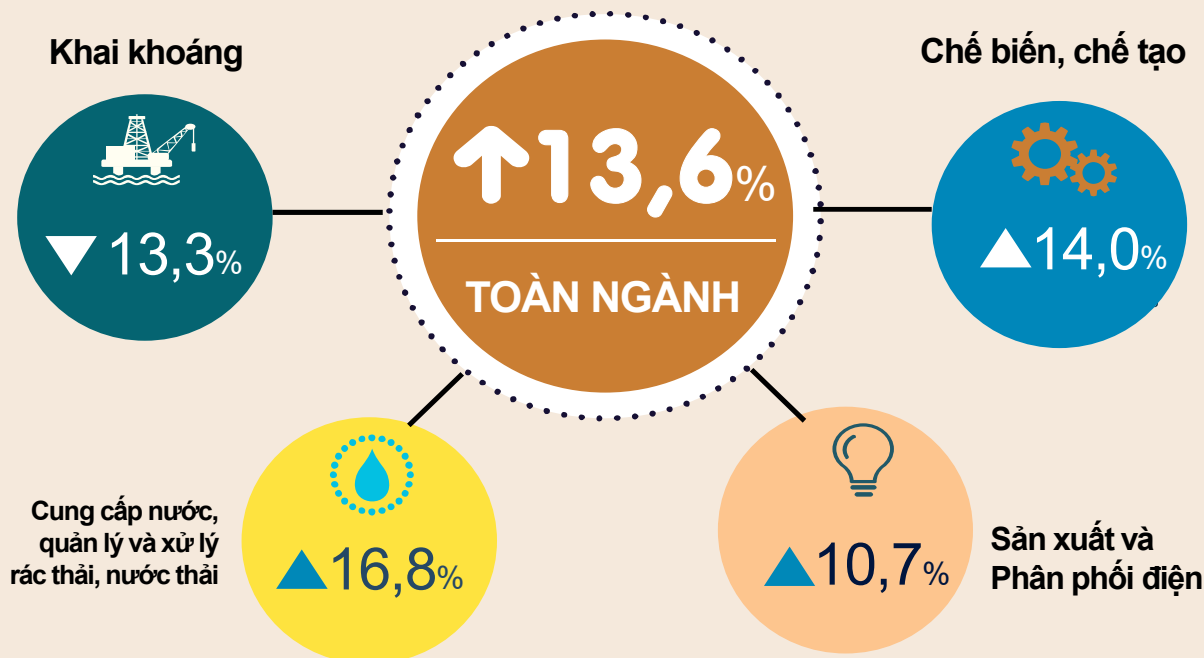 Khai khoáng
▼ 13,3%
Chế biến, chế tạo
▲14,0%
↑13,6%
TOÀN NGÀNH
Cung cấp nước,
quản lý và xử lý
rác thải, nước thải
▲16,8%
▲10,7%
Sản xuất và
Phân phối điện